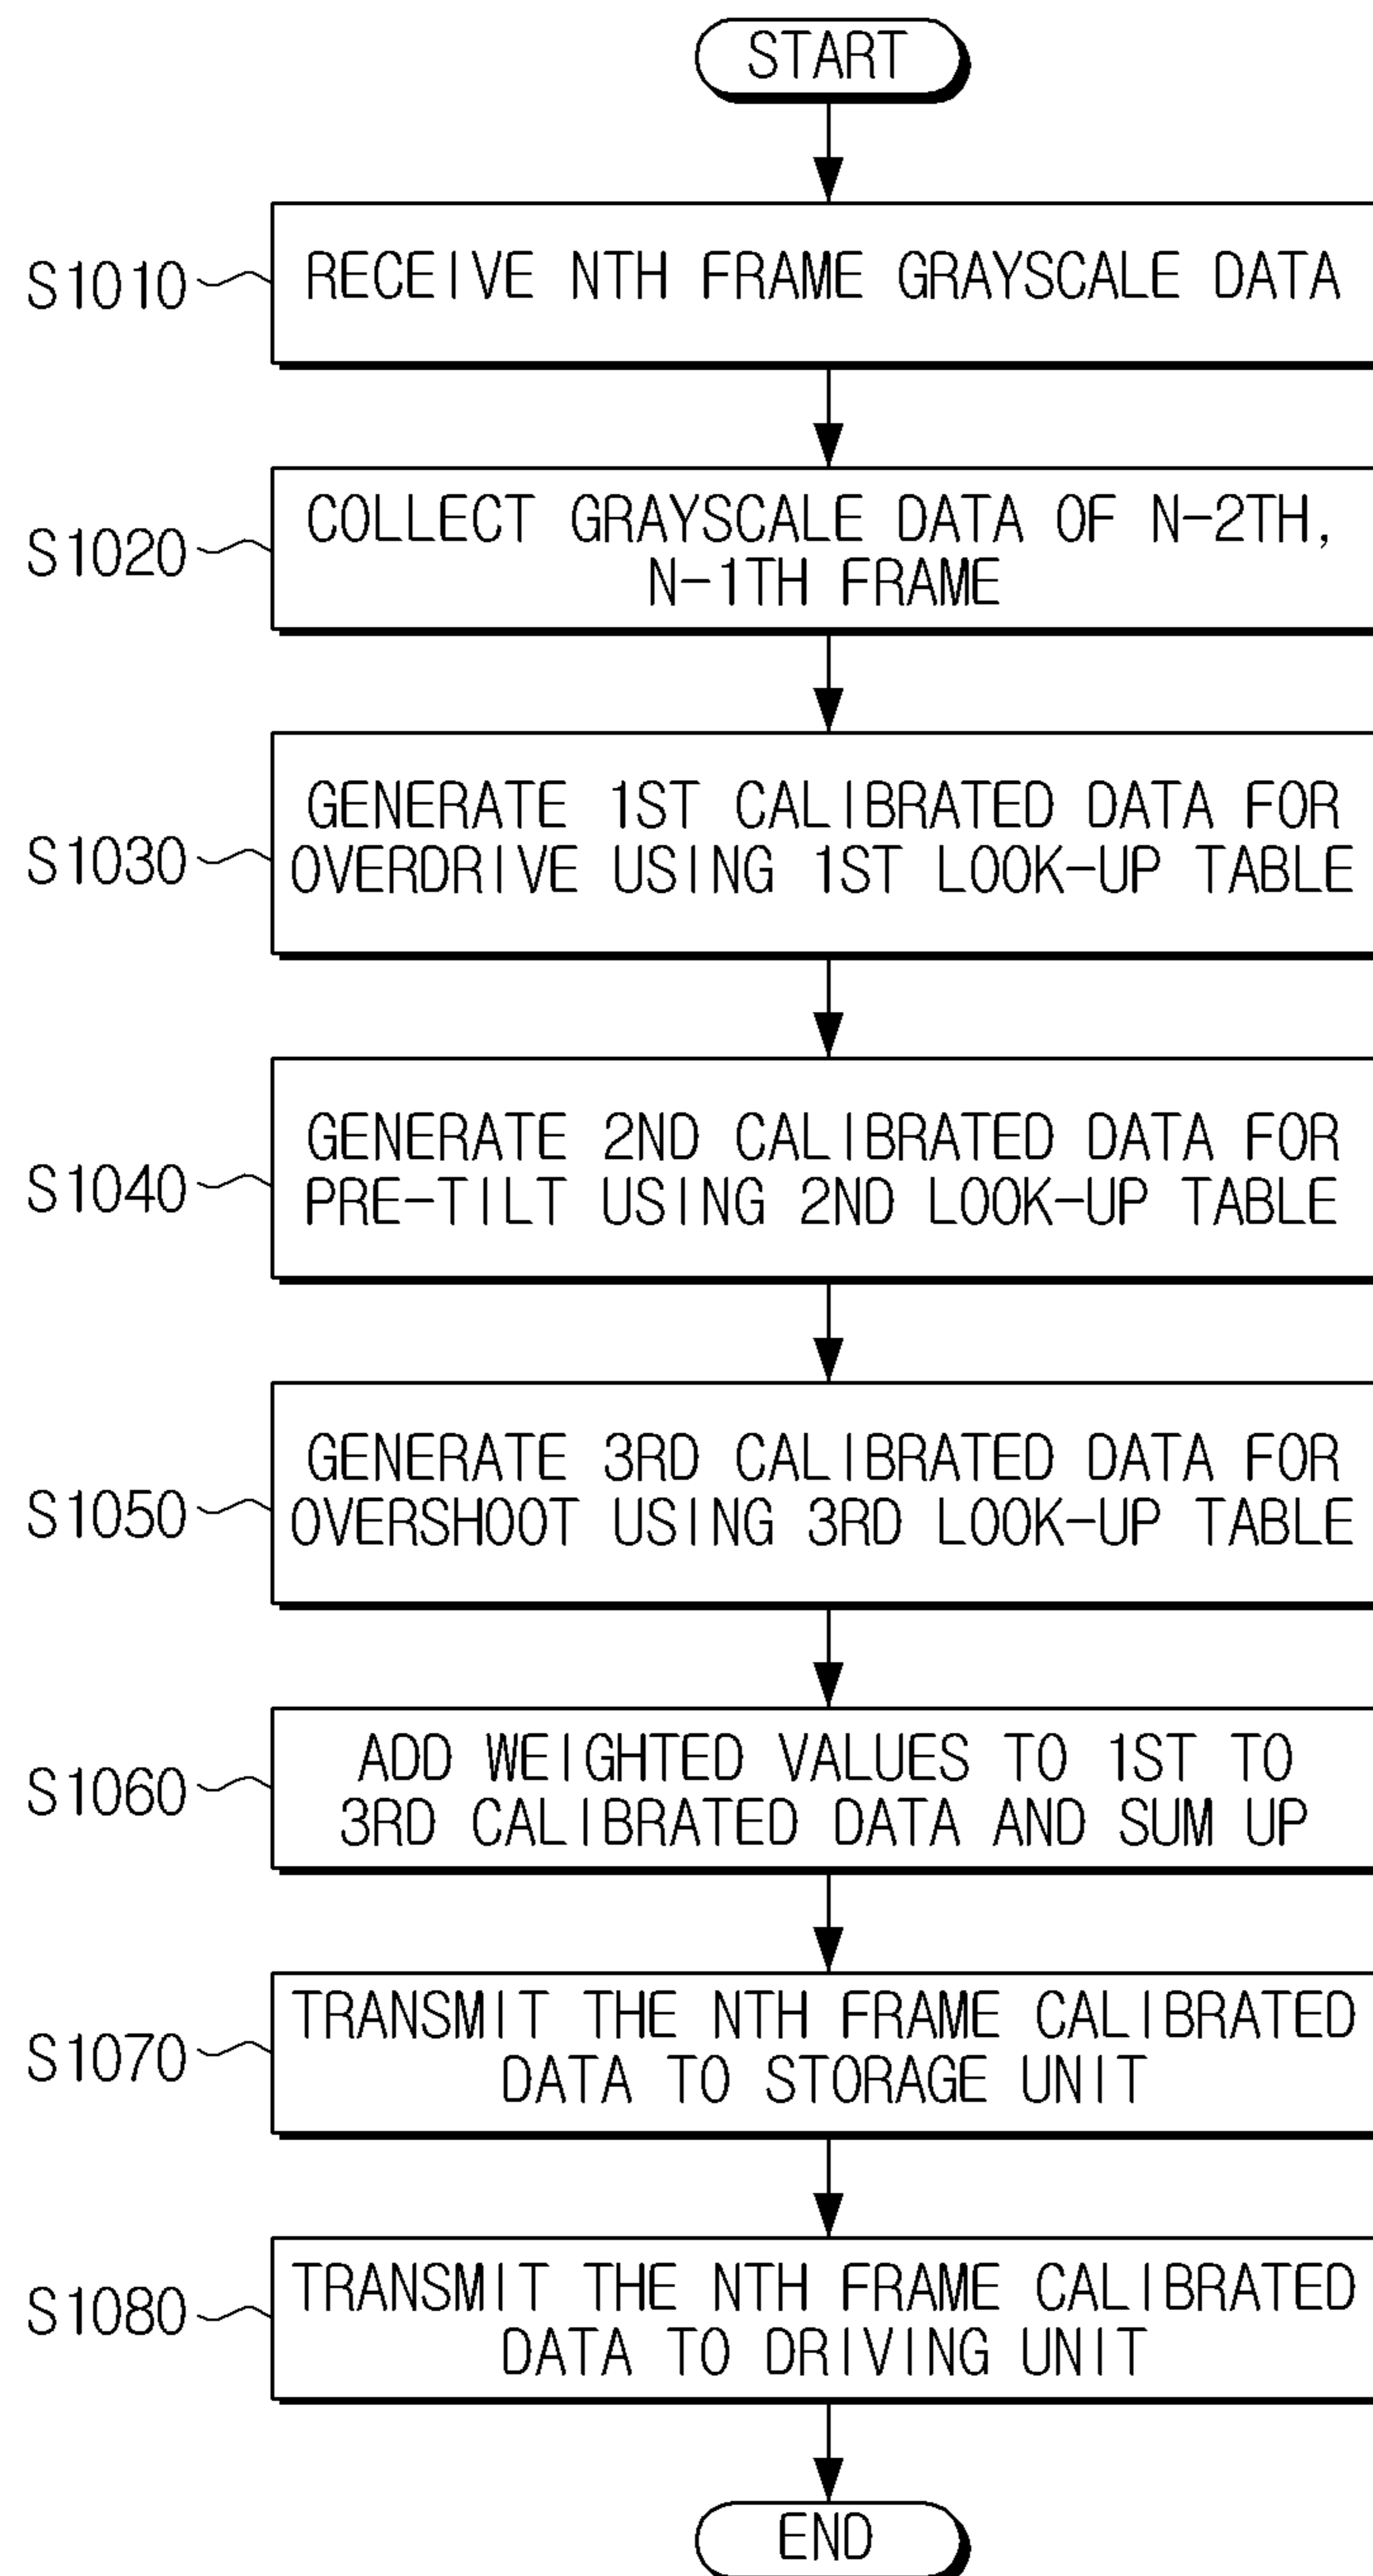 START
S1010
RECEIVE NTH FRAME GRAYSCALE DATA
S1020
COLLECT GRAYSCALE DATA OF N-2TH,
N-1TH FRAME
S1030
GENERATE 1ST CALIBRATED DATA FOR
OVERDRIVE USING 1ST LOOK-UP TABLE
S1040
GENERATE 2ND CALIBRATED DATA FOR
PRE-TILT USING 2ND LOOK-UP TABLE
S1050
GENERATE 3RD CALIBRATED DATA FOR
OVERSHOOT USING 3RD LOOK-UP TABLE
S1060
ADD WEIGHTED VALUES TO 1ST TO
3RD CALIBRATED DATA AND SUM UP
S1070
TRANSMIT THE NTH FRAME CALIBRATED
DATA TO STORAGE UNIT
S1080
TRANSMIT THE NTH FRAME CALIBRATED
DATA TO DRIVING UNIT
END